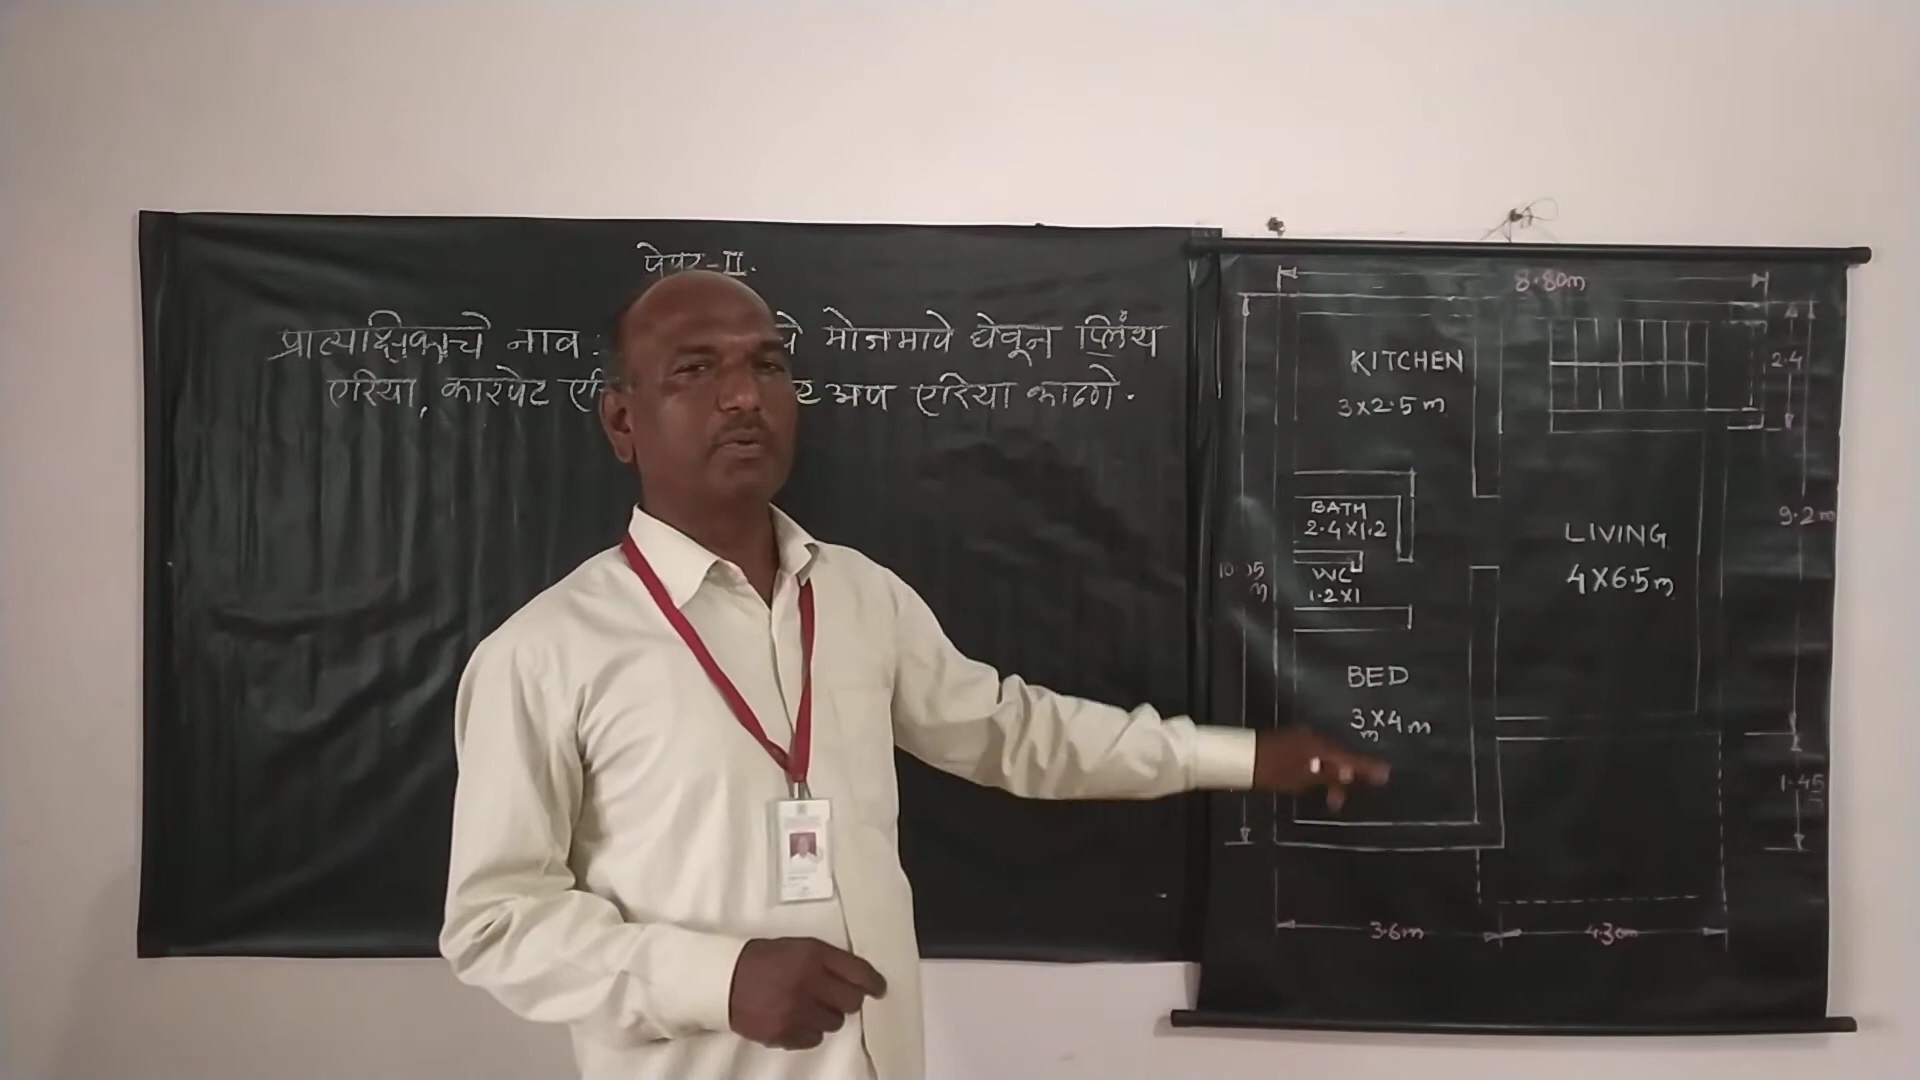 पेपर-II.
प्रात्यक्षिकाचे नाव: मोजमापे घेवून प्लिंथ
एरिया, कारपेट अप एरिया काढणे.
8.80m
KITCHEN
3x2.5m
2.4
BATH
2.4x1.2
WC
1.2x1
LIVING
4x6.5m
9.2m
BED
3mx4m
1.45
3.6m
4.30m